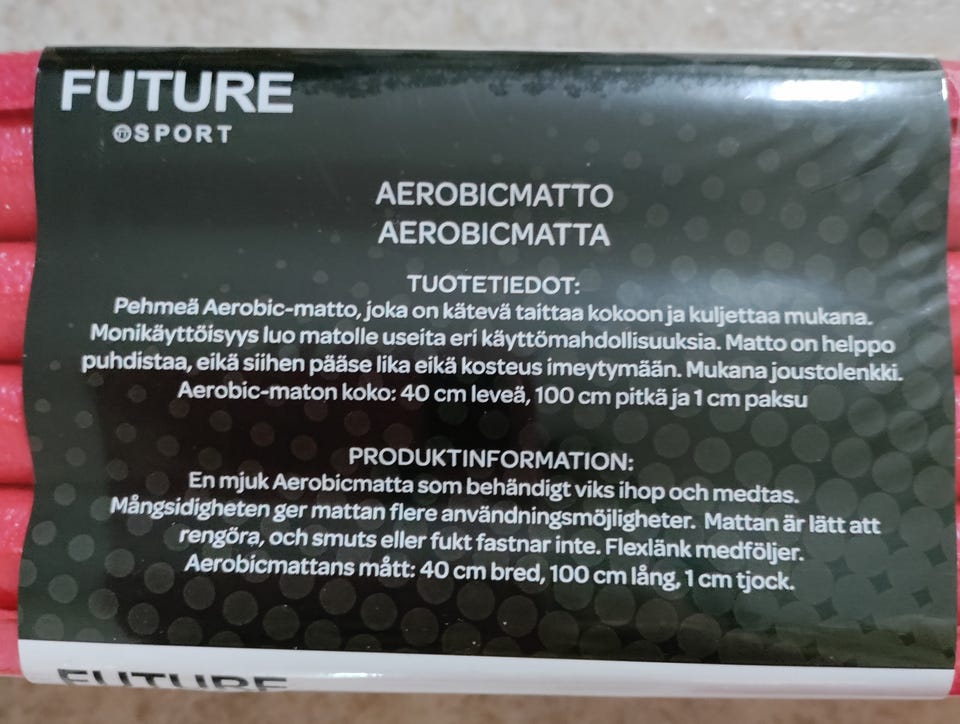 FUTURE
SPORT
AEROBICMATTO
AEROBICMATTA
TUOTETIEDOT:
Pehmeä Aerobic-matto, joka on kätevä taittaa kokoon ja kuljettaa mukana.
Monikäyttöisyys luo matolle useita eri käyttömahdollisuuksia. Matto on helppo
puhdistaa, eikä siihen pääse lika eikä kosteus imeytymään. Mukana joustolenkki.
Aerobic-maton koko: 40 cm leveä, 100 cm pitkä ja 1 cm paksu
PRODUKTINFORMATION:
En mjuk Aerobicmatta som behändigt viks ihop och medtas.
Mångsidigheten ger mattan flere användningsmöjligheter. Mattan är lätt att
rengöra, och smuts eller fukt fastnar inte. Flexlänk medföljer.
Aerobicmattans mått: 40 cm bred, 100 cm lång, 1 cm tjock.
FUTURE